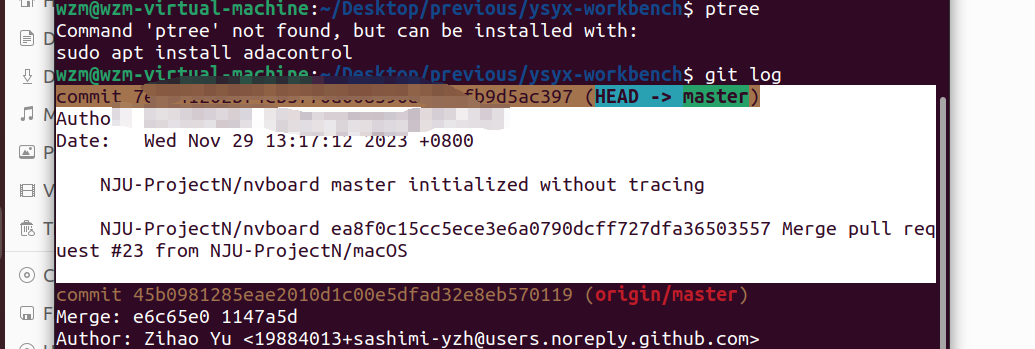 wzm@wzm-virtual-machine:~/Desktop/previous/ysyx-workbench$ ptree
Command 'ptree' not found, but can be installed with:
sudo apt install adacontrol
wzm@wzm-virtual-machine:~/Desktop/previous/ysyx-workbench$ git log
commit fb9d5ac397 (HEAD -> master)
Autho
Date:   Wed Nov 29 13:17:12 2023 +0800
NJU-ProjectN/nvboard master initialized without tracing
NJU-ProjectN/nvboard ea8f0c15cc5ece3e6a0790dcff727dfa36503557 Merge pull req
uest #23 from NJU-ProjectN/macOS
commit 45b0981285eae2010d1c00e5dfad32e8eb570119 (origin/master)
Merge: e6c65e0 1147a5d
Author: Zihao Yu <19884013+sashimi-yzh@users.noreply.github.com>